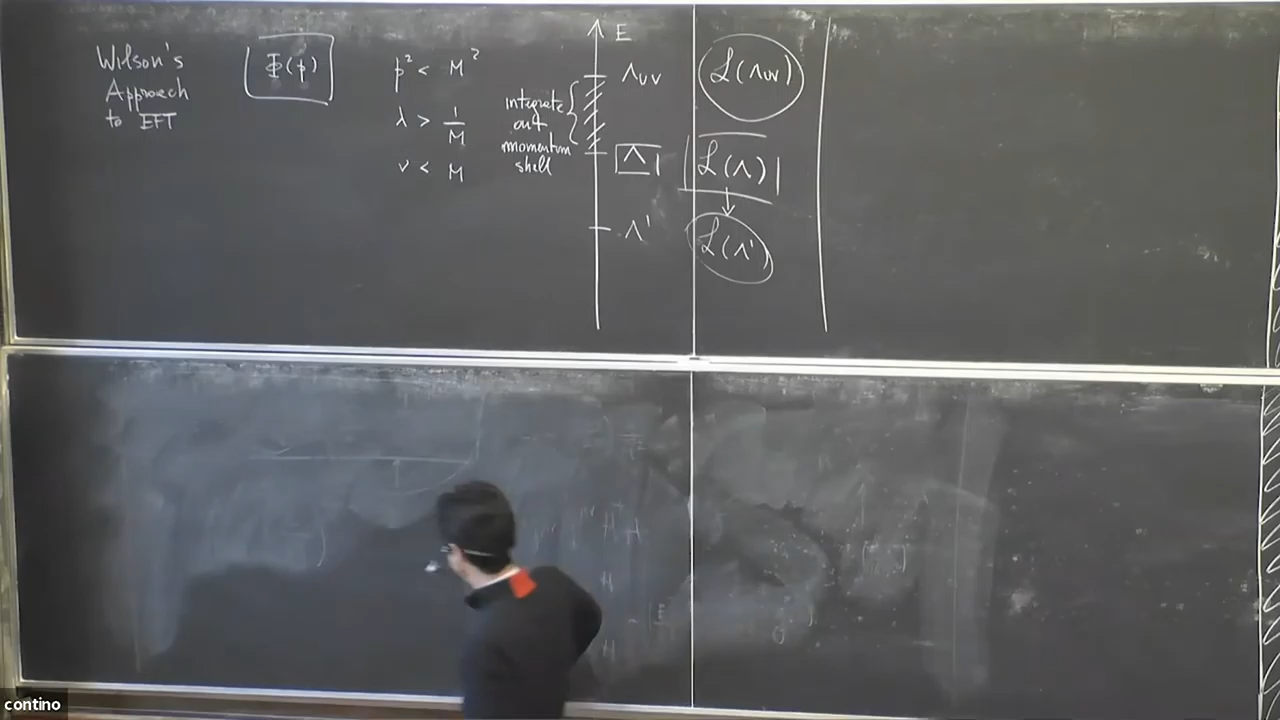 Wilson's
Approach
to EFT
Φ(p)
p² < M²
λ > 1/M
ν < M
integrate
out
momentum
shell
E
Λ_UV
Λ
Λ'
ℒ(Λ_UV)
ℒ(Λ)
↓
ℒ(Λ')
contino